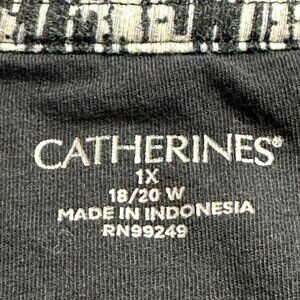 CATHERINES®
1X
18/20 W
MADE IN INDONESIA
RN99249